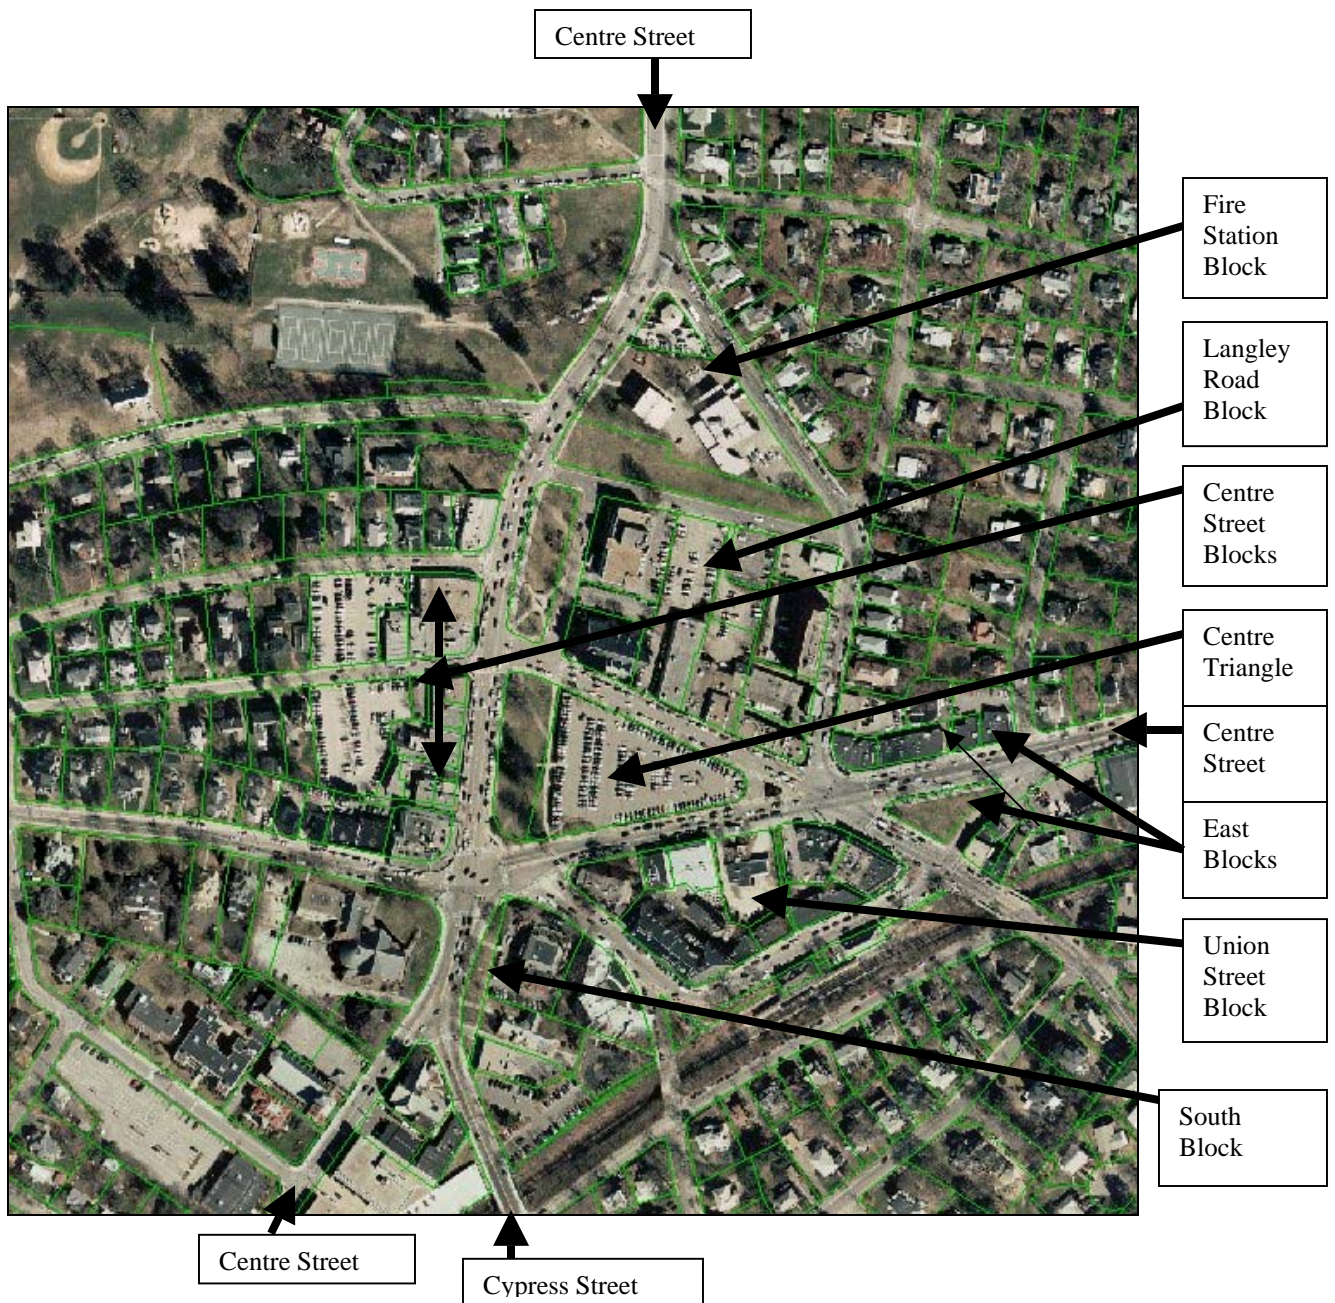 Centre Street
Fire
Station
Block
Langley
Road
Block
Centre
Street
Blocks
Centre
Triangle
Centre
Street
East
Blocks
Union
Street
Block
South
Block
Centre Street
Cypress Street